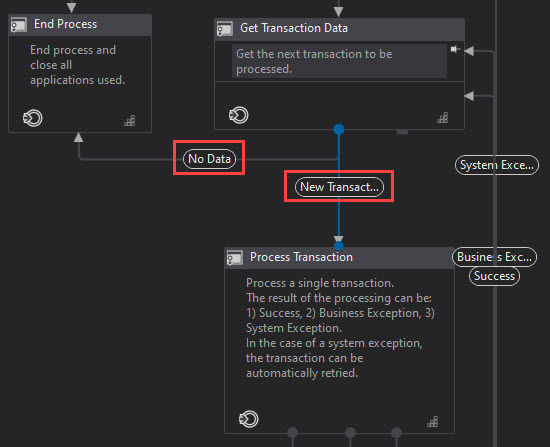 End Process
End process and
close all
applications used.
Get Transaction Data
Get the next transaction to be
processed.
No Data
New Transact...
System Exce...
Process Transaction
Process a single transaction.
The result of the processing can be:
1) Success, 2) Business Exception, 3)
System Exception.
In the case of a system exception,
the transaction can be
automatically retried.
Business Exc...
Success